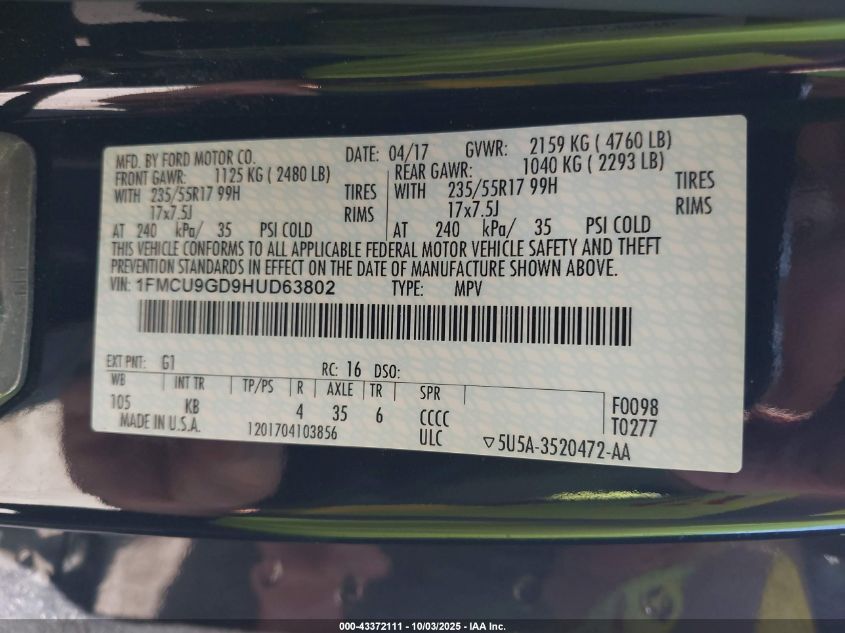 MFD. BY FORD MOTOR CO. DATE: 04/17 GVWR: 2159 KG ( 4760 LB)
FRONT GAWR: 1125 KG ( 2480 LB) REAR GAWR: 1040 KG ( 2293 LB)
WITH 235/55R17 99H TIRES WITH 235/55R17 99H TIRES
17x7.5J RIMS 17x7.5J RIMS
AT 240 kPa/ 35 PSI COLD AT 240 kPa/ 35 PSI COLD
THIS VEHICLE CONFORMS TO ALL APPLICABLE FEDERAL MOTOR VEHICLE SAFETY AND THEFT
PREVENTION STANDARDS IN EFFECT ON THE DATE OF MANUFACTURE SHOWN ABOVE.
VIN: 1FMCU9GD9HUD63802 TYPE: MPV
EXT PNT: G1 RC: 16 DSO:
WB INT TR TP/PS R AXLE TR SPR
105 KB 4 35 6 CCCC F0098
MADE IN U.S.A. 1201704103856 ULC T0277
▽5U5A-3520472-AA
000-43372111 - 10/03/2025 - IAA Inc.